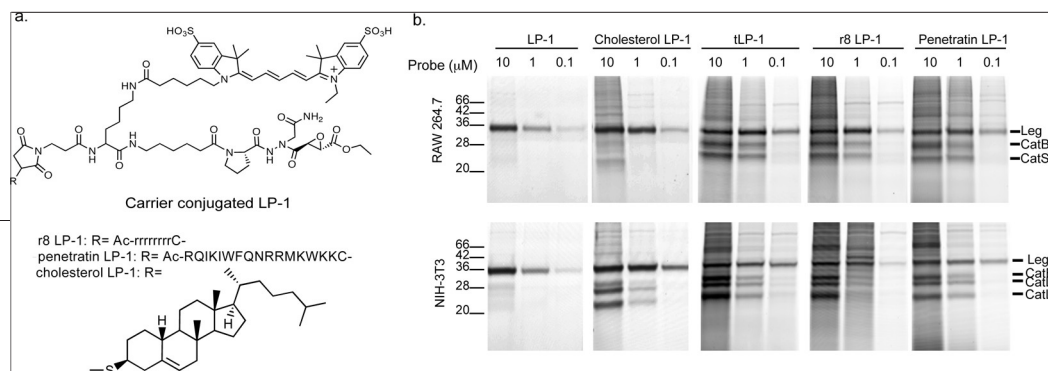 a.
SO₃H
HO₃S
N
N
+
O
NH
NH₂
O
O
O
O
O
O
O
O
N
N
H
N
H
N
H
N
N
O
O
O
R
Carrier conjugated LP-1
r8 LP-1: R= Ac-rrrrrrrrC-
penetratin LP-1: R= Ac-RQIKIWFQNRRMKWKKC-
cholesterol LP-1: R=
H
H
S
b.
LP-1 Cholesterol LP-1 tLP-1 r8 LP-1 Penetratin LP-1
Probe (μM) 10 1 0.1 10 1 0.1 10 1 0.1 10 1 0.1 10 1 0.1
RAW 264.7
66
42
36
28
20
Leg
CatB
CatS
NIH-3T3
66
42
36
28
20
Leg